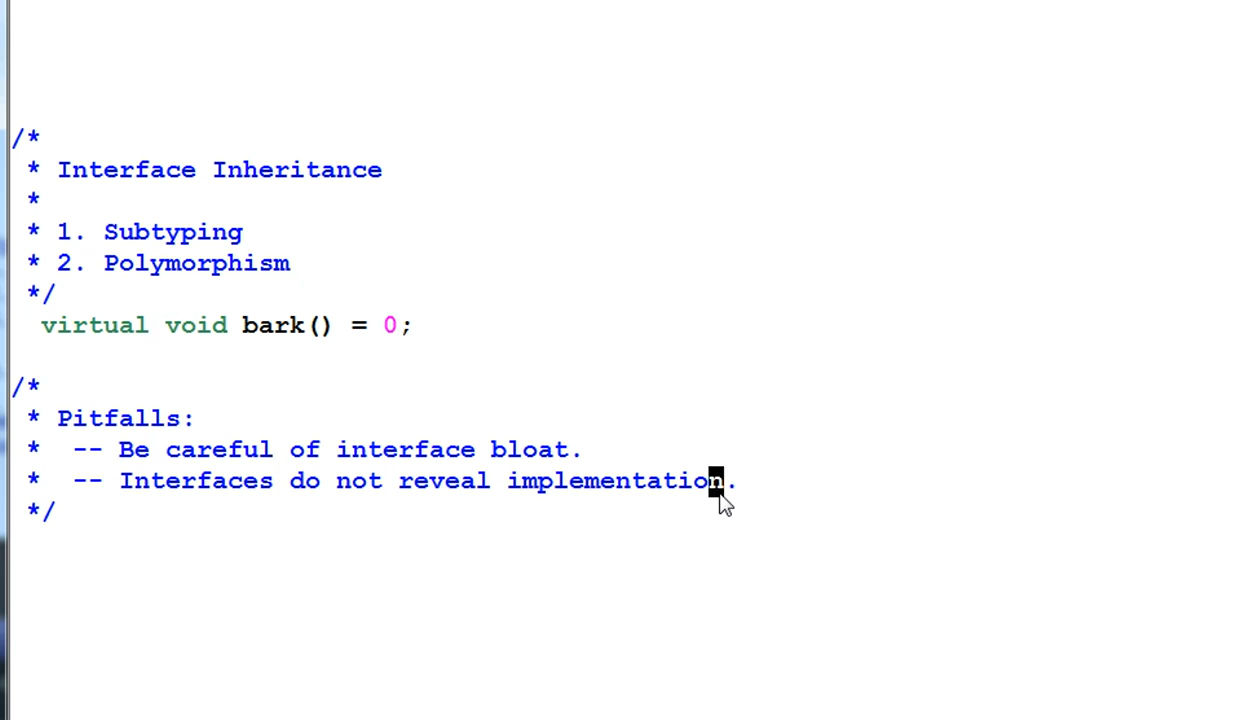 /*
 * Interface Inheritance
 *
 * 1. Subtyping
 * 2. Polymorphism
 */
  virtual void bark() = 0;

/*
 * Pitfalls:
 *  -- Be careful of interface bloat.
 *  -- Interfaces do not reveal implementation.
 */